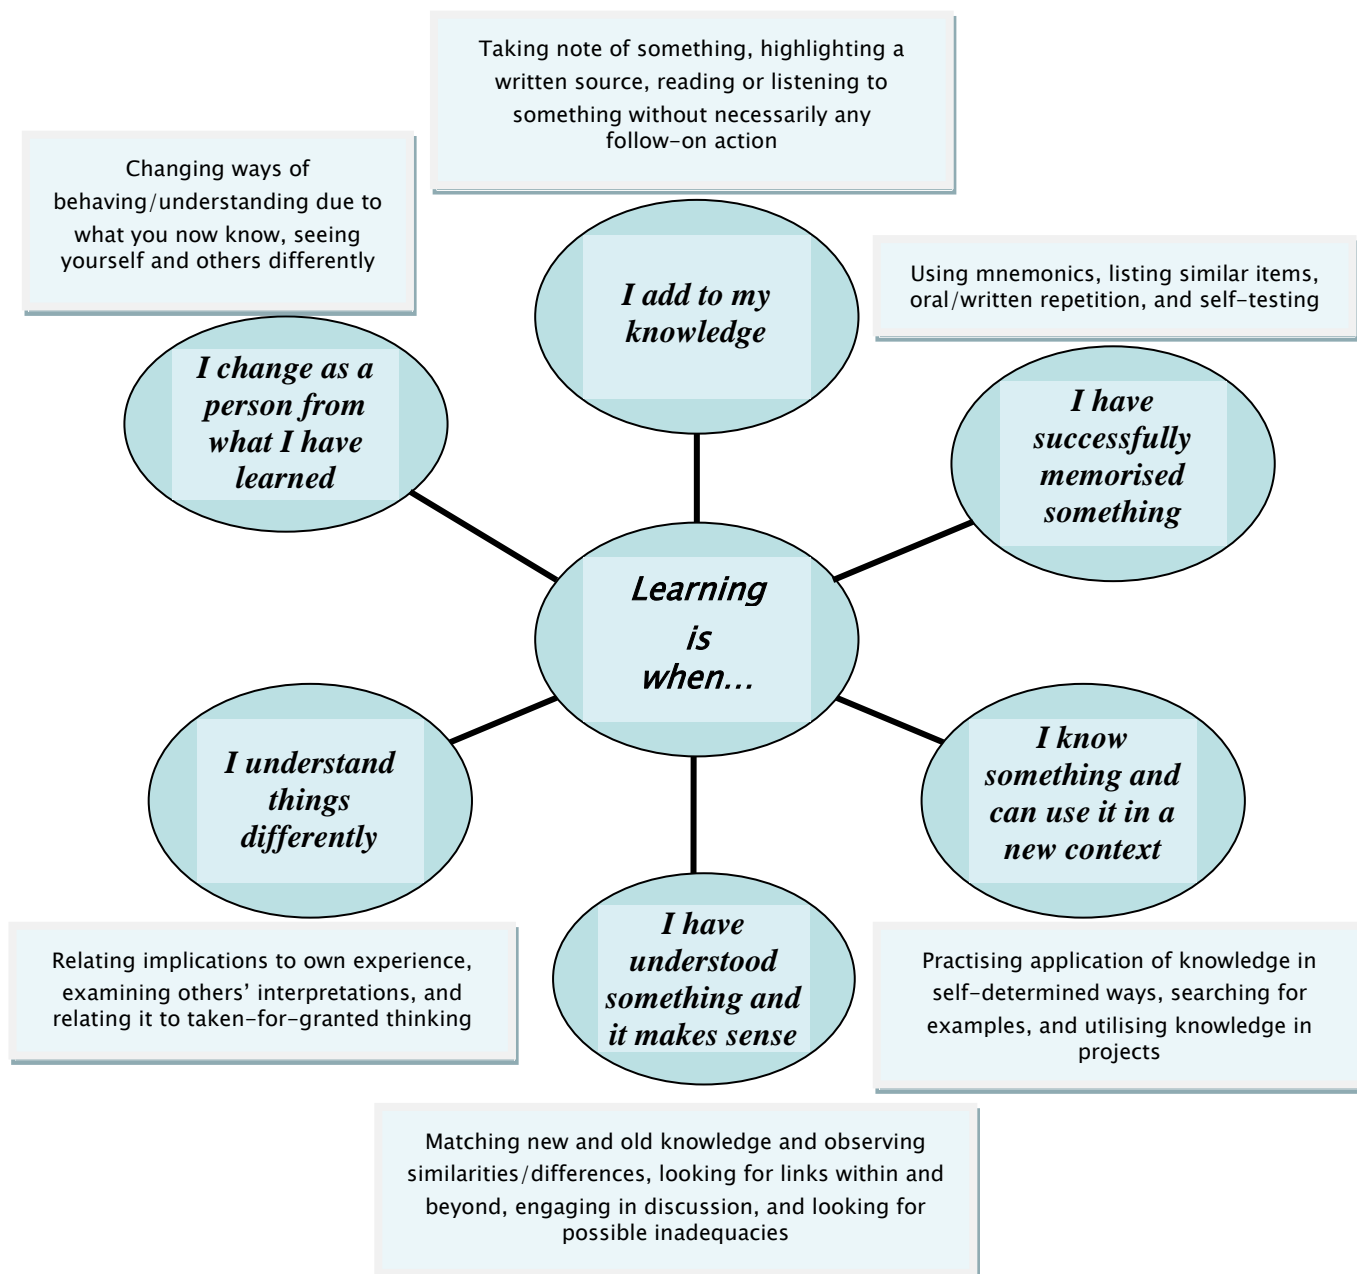 Taking note of something, highlighting a
written source, reading or listening to
something without necessarily any
follow-on action
I add to my
knowledge
Using mnemonics, listing similar items,
oral/written repetition, and self-testing
I have
successfully
memorised
something
I know
something and
can use it in a
new context
Practising application of knowledge in
self-determined ways, searching for
examples, and utilising knowledge in
projects
I have
understood
something and
it makes sense
Matching new and old knowledge and observing
similarities/differences, looking for links within and
beyond, engaging in discussion, and looking for
possible inadequacies
I understand
things
differently
Relating implications to own experience,
examining others’ interpretations, and
relating it to taken-for-granted thinking
Changing ways of
behaving/understanding due to
what you now know, seeing
yourself and others differently
I change as a
person from
what I have
learned
Learning
is
when...